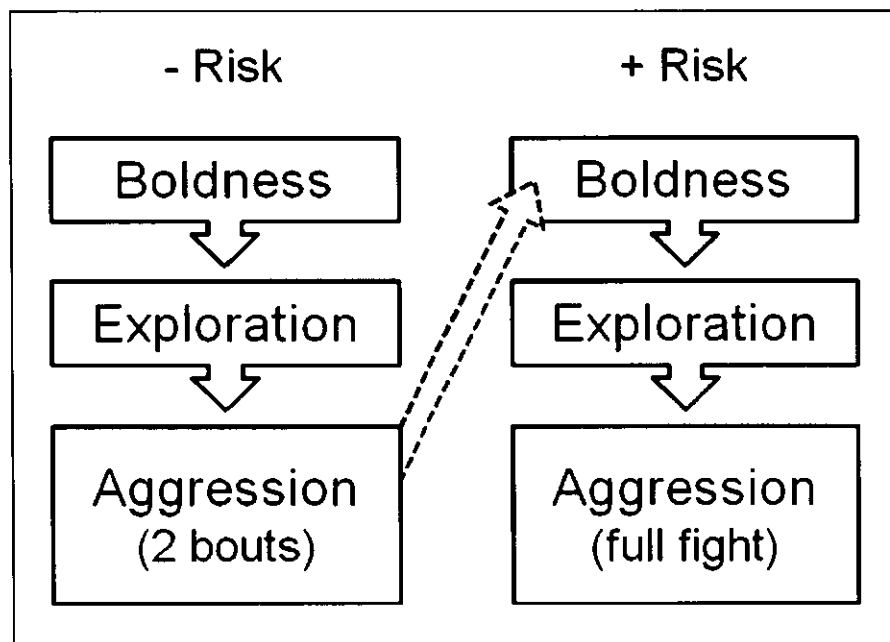 - Risk
Boldness
Exploration
Aggression
(2 bouts)
+ Risk
Boldness
Exploration
Aggression
(full fight)